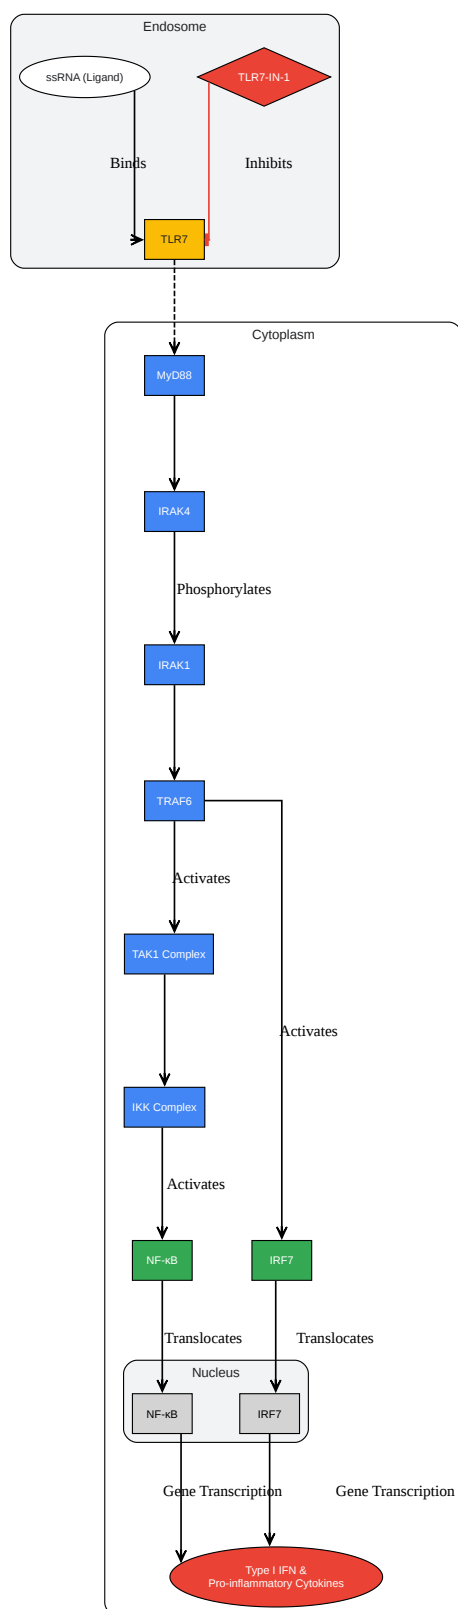 Endosome
ssRNA (Ligand)
TLR7-IN-1
Binds
Inhibits
TLR7
Cytoplasm
MyD88
IRAK4
Phosphorylates
IRAK1
TRAF6
Activates
TAK1 Complex
Activates
IKK Complex
Activates
NF-κB
IRF7
Translocates
Translocates
Nucleus
NF-κB
IRF7
Gene Transcription
Gene Transcription
Type I IFN &
Pro-inflammatory Cytokines